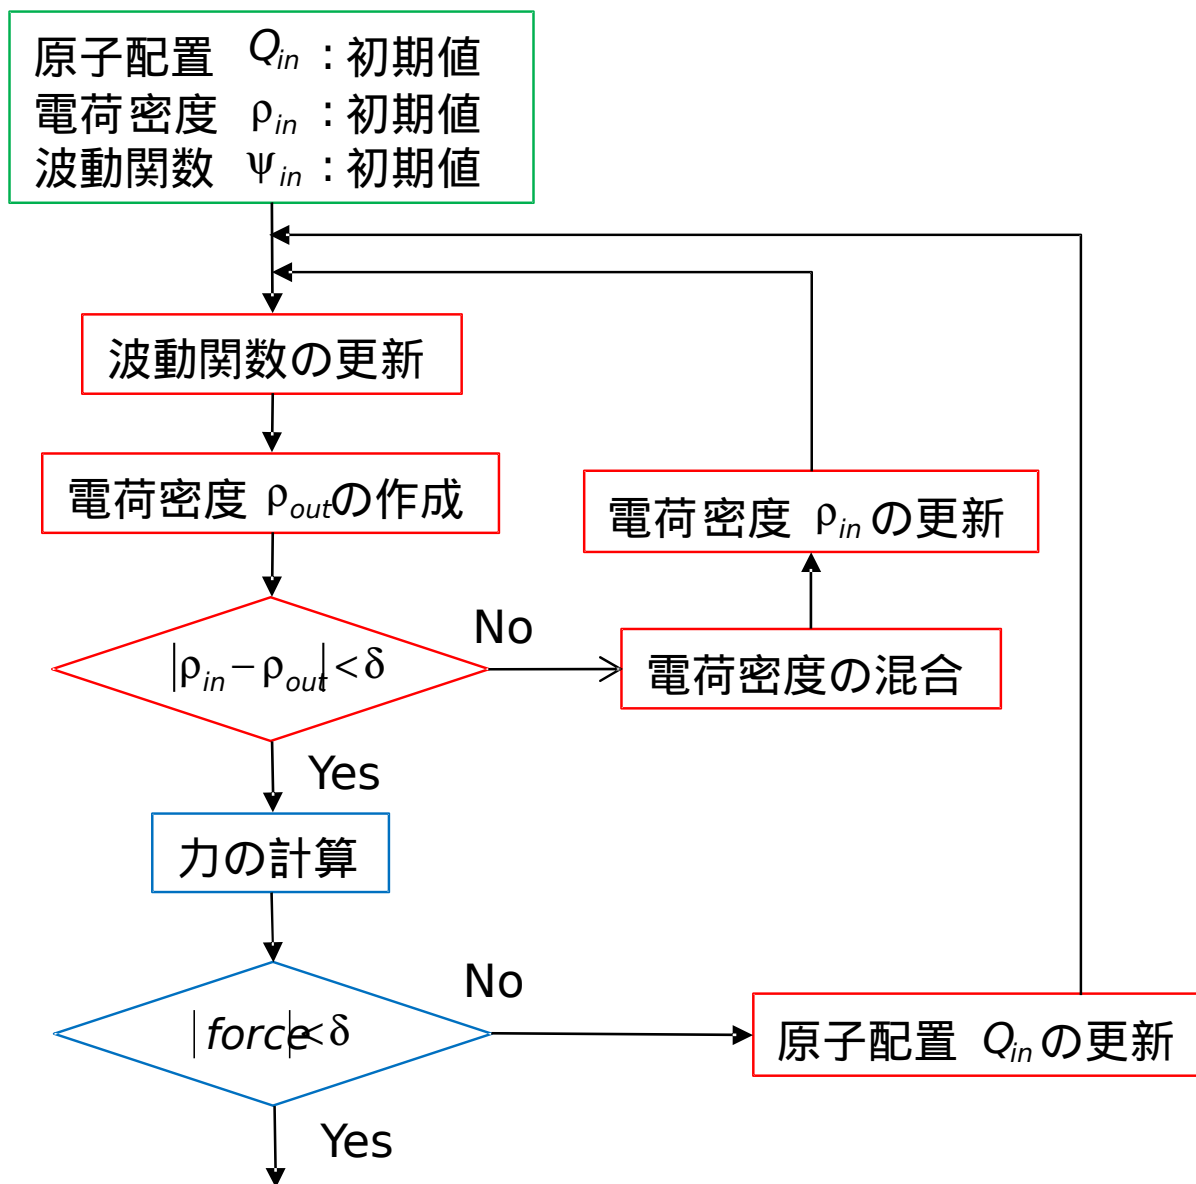 原子配置 Qin : 初期値
電荷密度 ρin : 初期値
波動関数 ψin : 初期値
波動関数の更新
電荷密度 ρoutの作成
電荷密度 ρin の更新
|ρin − ρout| < δ
No
電荷密度の混合
Yes
力の計算
|force| < δ
No
原子配置 Qin の更新
Yes